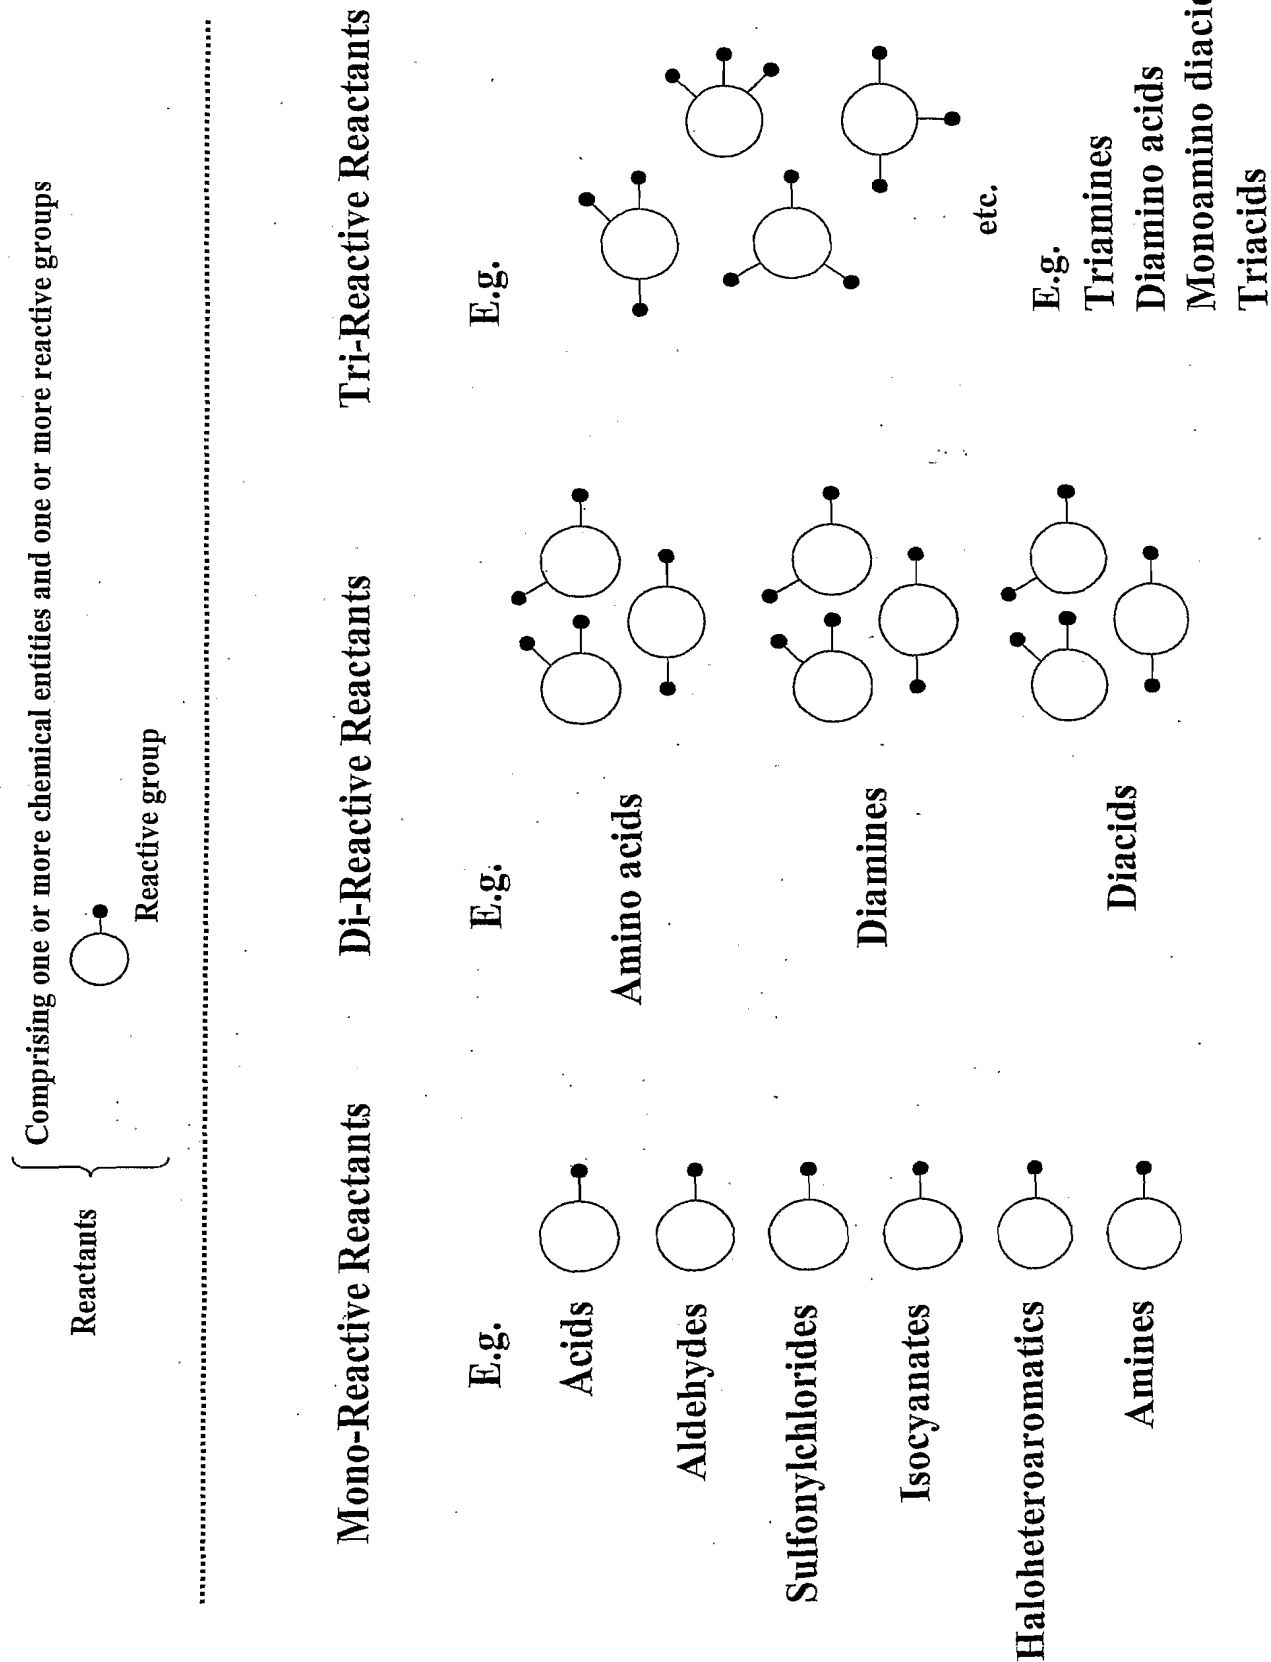 Reactants
Comprising one or more chemical entities and one or more reactive groups
Reactive group
Mono-Reactive Reactants
E.g.
Acids
Aldehydes
Sulfonylchlorides
Isocyanates
Haloheteroaromatics
Amines
Di-Reactive Reactants
E.g.
Amino acids
Diamines
Diacids
Tri-Reactive Reactants
E.g.
etc.
E.g.
Triamines
Diamino acids
Monoamino diacid
Triacids